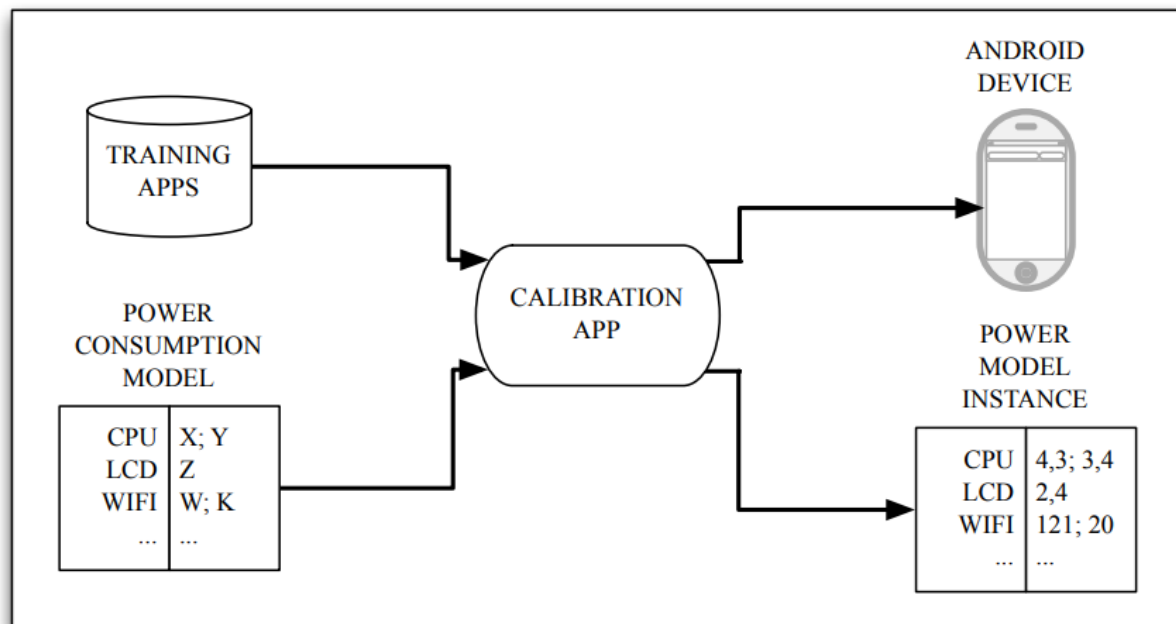 TRAINING
APPS
POWER
CONSUMPTION
MODEL
CPU X; Y
LCD Z
WIFI W; K
... ...
CALIBRATION
APP
ANDROID
DEVICE
POWER
MODEL
INSTANCE
CPU 4,3; 3,4
LCD 2,4
WIFI 121; 20
... ...